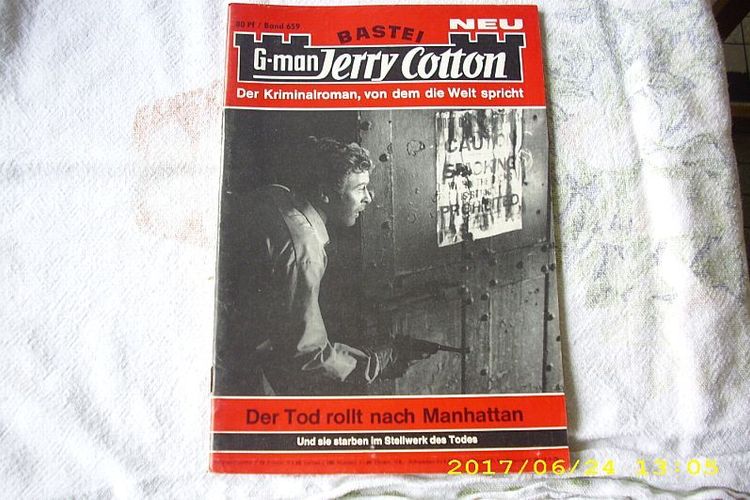 80 Pf / Band 659
NEU
BASTEI
G-man Jerry Cotton
Der Kriminalroman, von dem die Welt spricht
CAUTIO
SMOKING
PROHIBITED
Der Tod rollt nach Manhattan
Und sie starben im Stellwerk des Todes
2017/06/24 13:05